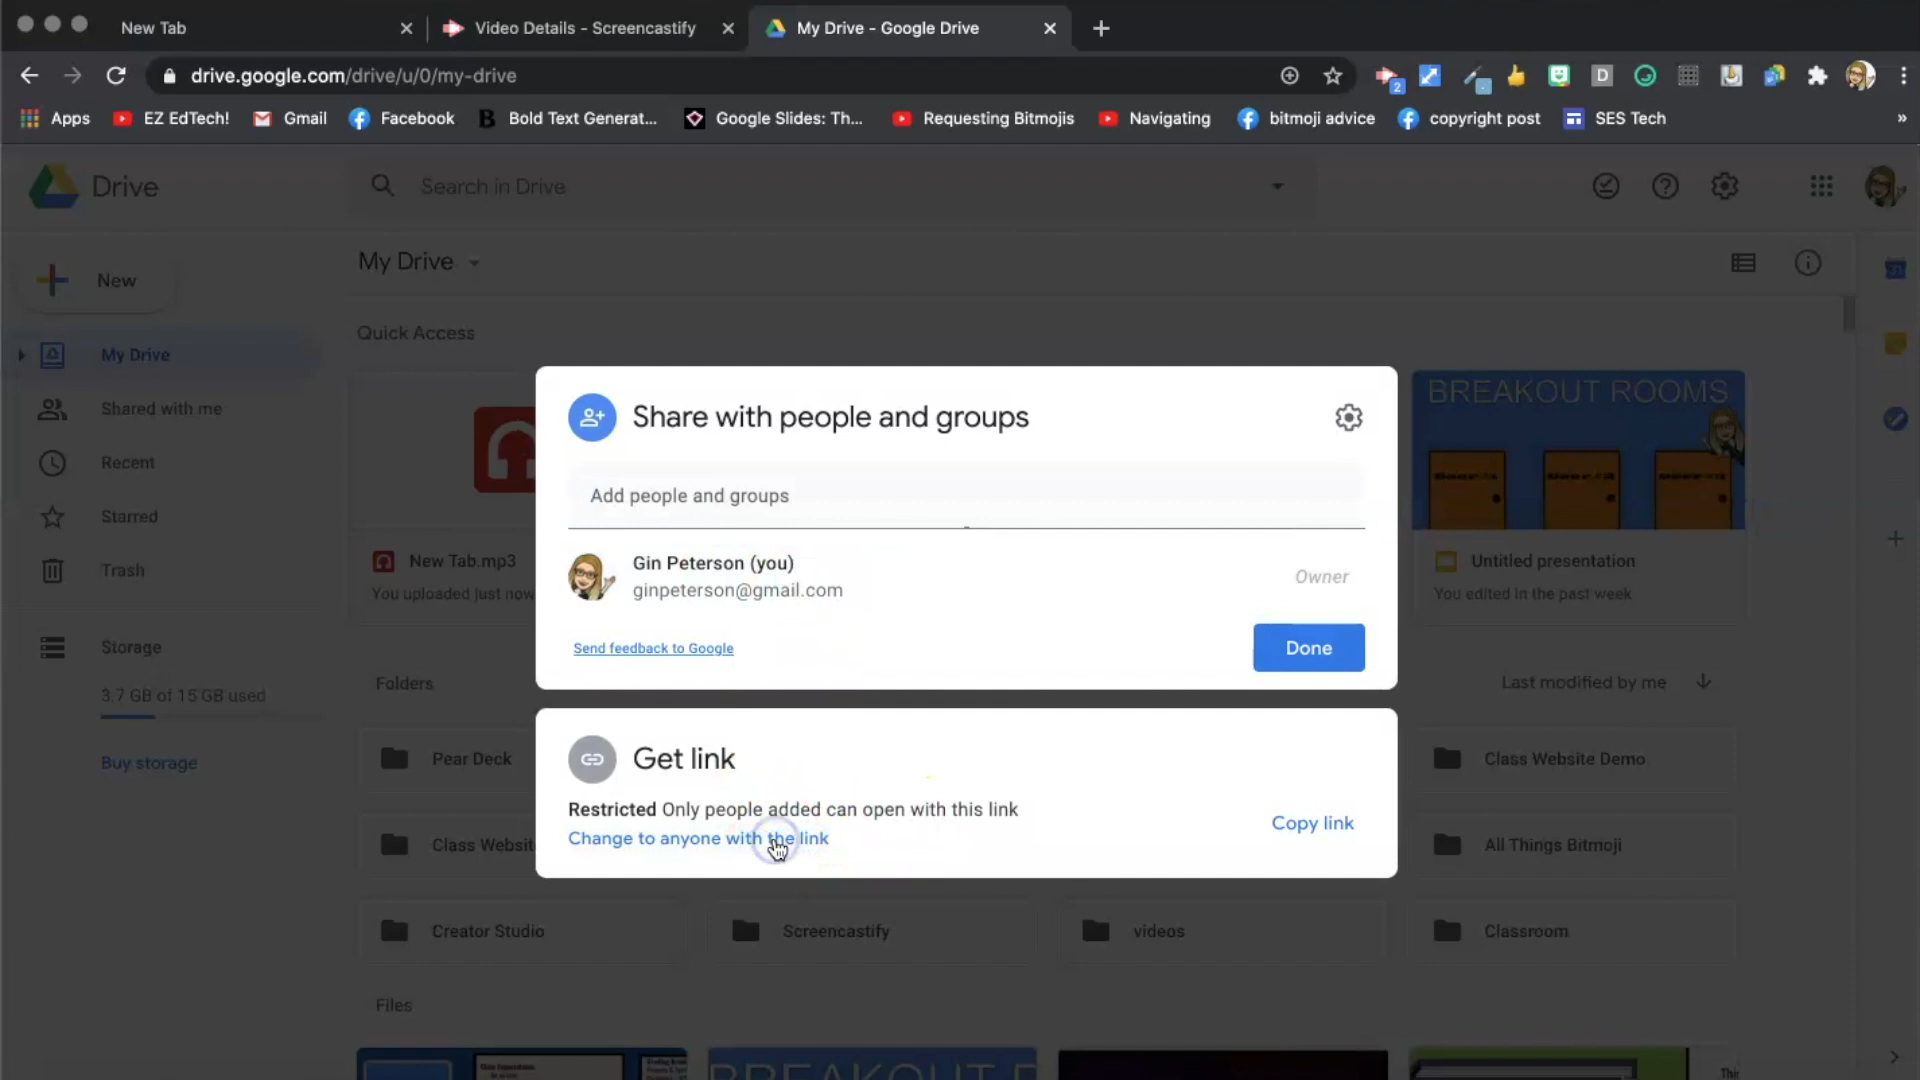 New Tab
Video Details - Screencastify
My Drive - Google Drive
drive.google.com/drive/u/0/my-drive
2
D
Apps
EZ EdTech!
Gmail
Facebook
B
Bold Text Generat...
Google Slides: Th...
Requesting Bitmojis
Navigating
bitmoji advice
copyright post
SES Tech
»
Drive
Search in Drive
New
My Drive
Quick Access
My Drive
Shared with me
Recent
Starred
Trash
Storage
3.7 GB of 15 GB used
Buy storage
BREAKOUT ROOMS
New Tab.mp3
You uploaded just now
Untitled presentation
You edited in the past week
Share with people and groups
Add people and groups
Gin Peterson (you)
ginpeterson@gmail.com
Owner
Send feedback to Google
Done
Folders
Last modified by me
Get link
Restricted Only people added can open with this link
Change to anyone with the link
Copy link
Pear Deck
Class Website Demo
Class Websit
All Things Bitmoji
Creator Studio
Screencastify
videos
Classroom
Files
BREAKOUT